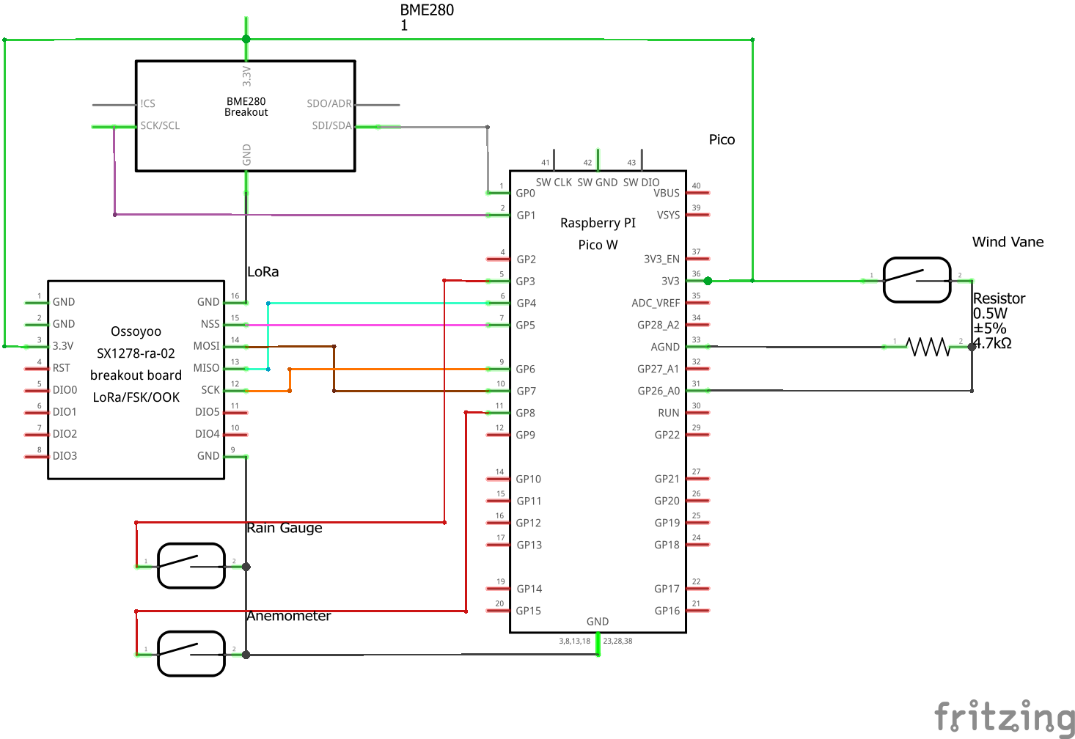 BME280
1
3.3V
!CS
SCK/SCL
BME280
Breakout
SDO/ADR
SDI/SDA
GND
Pico
41
42
43
SW CLK
SW GND
SW DIO
Raspberry PI
Pico W
1 GP0
2 GP1
4 GP2
5 GP3
6 GP4
7 GP5
9 GP6
10 GP7
11 GP8
12 GP9
14 GP10
15 GP11
16 GP12
17 GP13
19 GP14
20 GP15
VBUS 40
VSYS 39
3V3_EN 37
3V3 36
ADC_VREF 35
GP28_A2 34
AGND 33
GP27_A1 32
GP26_A0 31
RUN 30
GP22 29
GP21 27
GP20 26
GP19 25
GP18 24
GP17 22
GP16 21
GND
3,8,13,18
23,28,38
Wind Vane
1
2
Resistor
0.5W
±5%
4.7kΩ
1
2
LoRa
1 GND
2 GND
3 3.3V
4 RST
5 DIO0
6 DIO1
7 DIO2
8 DIO3
Ossoyoo
SX1278-ra-02
breakout board
LoRa/FSK/OOK
GND 16
NSS 15
MOSI 14
MISO 13
SCK 12
DIO5 11
DIO4 10
GND 9
Rain Gauge
1
2
Anemometer
1
2
fritzing